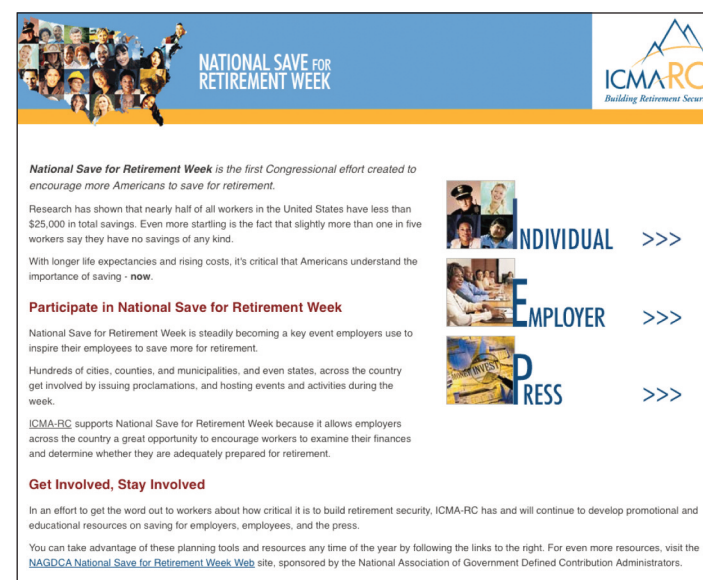 NATIONAL SAVE FOR
RETIREMENT WEEK
ICMARC
Building Retirement Secur
National Save for Retirement Week is the first Congressional effort created to
encourage more Americans to save for retirement.
Research has shown that nearly half of all workers in the United States have less than
$25,000 in total savings. Even more startling is the fact that slightly more than one in five
workers say they have no savings of any kind.
With longer life expectancies and rising costs, it's critical that Americans understand the
importance of saving - now.
Participate in National Save for Retirement Week
National Save for Retirement Week is steadily becoming a key event employers use to
inspire their employees to save more for retirement.
Hundreds of cities, counties, and municipalities, and even states, across the country
get involved by issuing proclamations, and hosting events and activities during the
week.
ICMA-RC supports National Save for Retirement Week because it allows employers
across the country a great opportunity to encourage workers to examine their finances
and determine whether they are adequately prepared for retirement.
INDIVIDUAL >>>
EMPLOYER >>>
INVEST
PRESS >>>
Get Involved, Stay Involved
In an effort to get the word out to workers about how critical it is to build retirement security, ICMA-RC has and will continue to develop promotional and
educational resources on saving for employers, employees, and the press.
You can take advantage of these planning tools and resources any time of the year by following the links to the right. For even more resources, visit the
NAGDCA National Save for Retirement Week Web site, sponsored by the National Association of Government Defined Contribution Administrators.